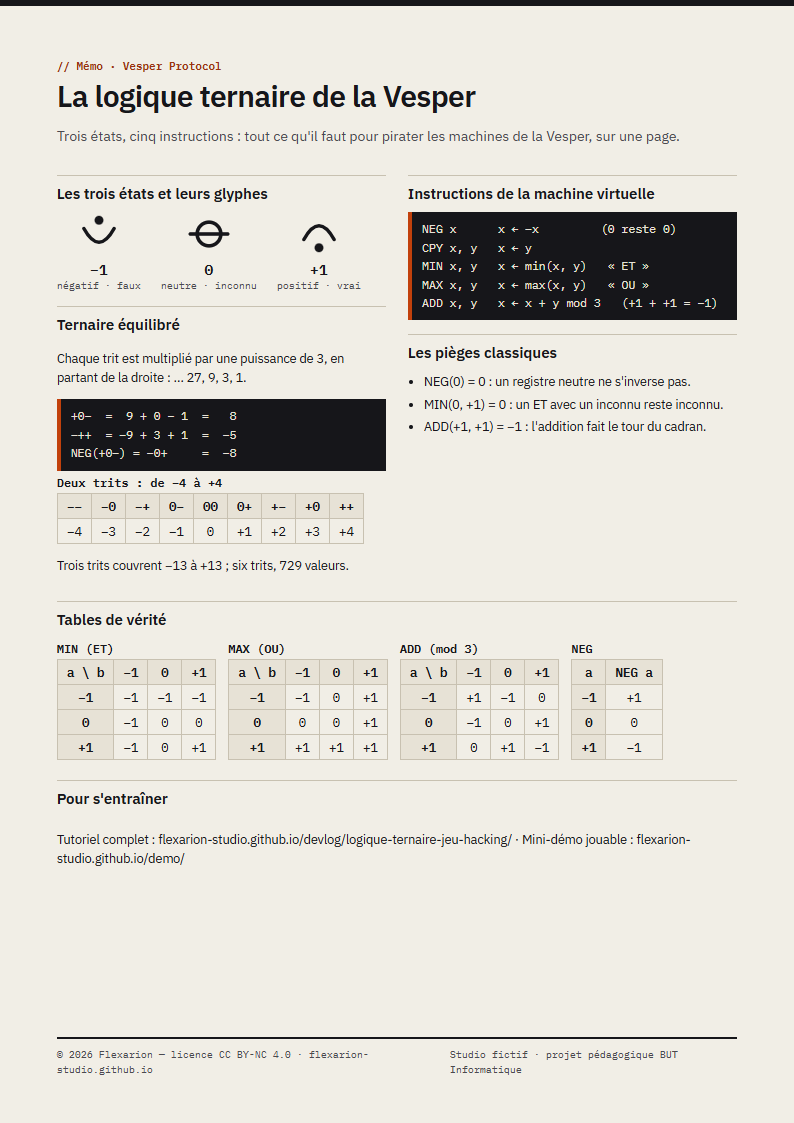 // Mémo · Vesper Protocol
La logique ternaire de la Vesper
Trois états, cinq instructions : tout ce qu'il faut pour pirater les machines de la Vesper, sur une page.
Les trois états et leurs glyphes
−1 0 +1
négatif · faux neutre · inconnu positif · vrai
Ternaire équilibré
Chaque trit est multiplié par une puissance de 3, en
partant de la droite : … 27, 9, 3, 1.
+0− = 9 + 0 − 1 = 8
−++ = −9 + 3 + 1 = −5
NEG(+0−) = −0+ = −8
Deux trits : de −4 à +4
−− −0 −+ 0− 00 0+ +− +0 ++
−4 −3 −2 −1 0 +1 +2 +3 +4
Trois trits couvrent −13 à +13 ; six trits, 729 valeurs.
Instructions de la machine virtuelle
NEG x x ← −x (0 reste 0)
CPY x, y x ← y
MIN x, y x ← min(x, y) « ET »
MAX x, y x ← max(x, y) « OU »
ADD x, y x ← x + y mod 3 (+1 + +1 = −1)
Les pièges classiques
• NEG(0) = 0 : un registre neutre ne s'inverse pas.
• MIN(0, +1) = 0 : un ET avec un inconnu reste inconnu.
• ADD(+1, +1) = −1 : l'addition fait le tour du cadran.
Tables de vérité
MIN (ET)
a \ b −1 0 +1
−1 −1 −1 −1
0 −1 0 0
+1 −1 0 +1
MAX (OU)
a \ b −1 0 +1
−1 −1 0 +1
0 0 0 +1
+1 +1 +1 +1
ADD (mod 3)
a \ b −1 0 +1
−1 +1 −1 0
0 −1 0 +1
+1 0 +1 −1
NEG
a NEG a
−1 +1
0 0
+1 −1
Pour s'entraîner
Tutoriel complet : flexarion-studio.github.io/devlog/logique-ternaire-jeu-hacking/ · Mini-démo jouable : flexarion-
studio.github.io/demo/
© 2026 Flexarion — licence CC BY-NC 4.0 · flexarion-
studio.github.io
Studio fictif · projet pédagogique BUT
Informatique